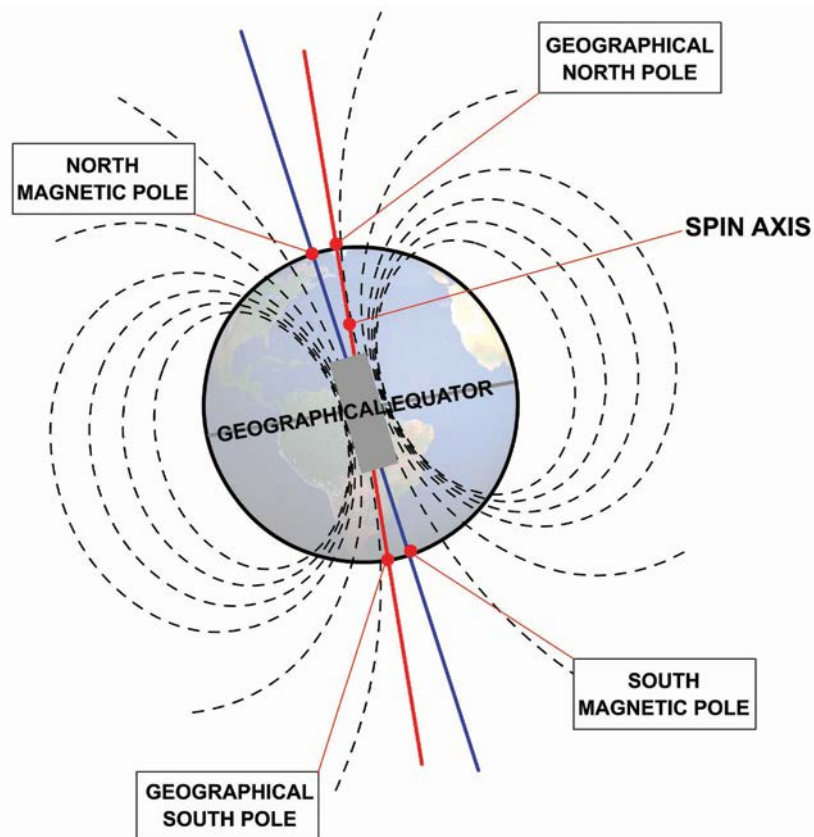 GEOGRAPHICAL
NORTH POLE
NORTH
MAGNETIC POLE
SPIN AXIS
GEOGRAPHICAL EQUATOR
SOUTH
MAGNETIC POLE
GEOGRAPHICAL
SOUTH POLE